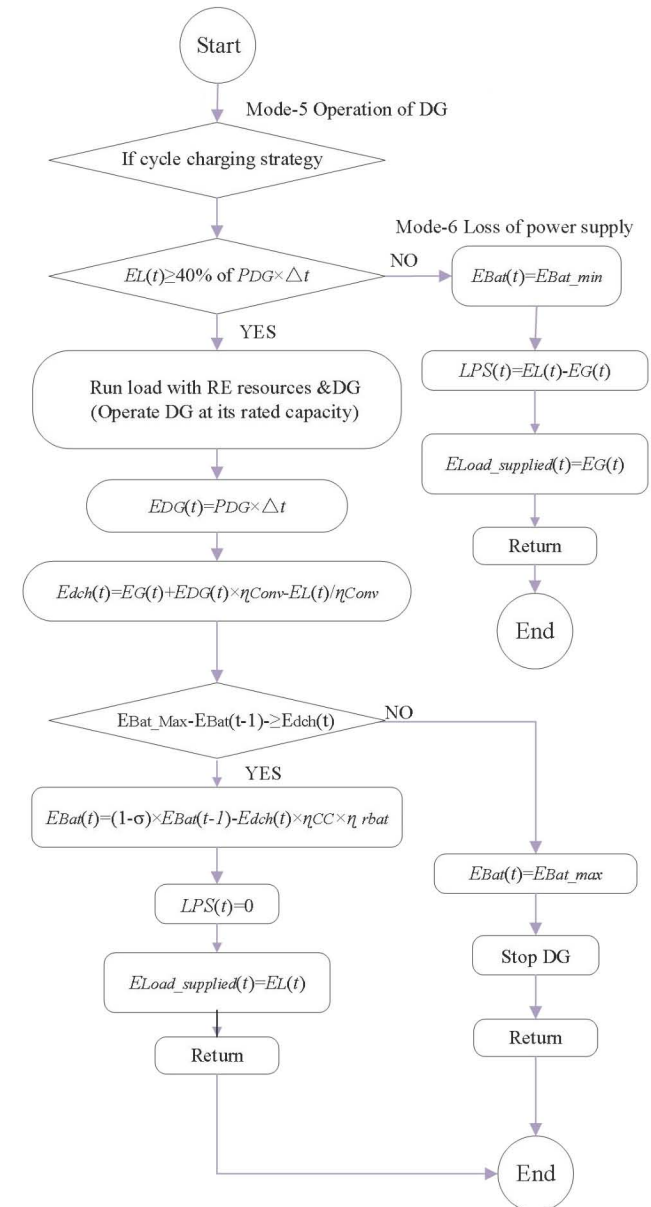 Start
Mode-5 Operation of DG
If cycle charging strategy
Mode-6 Loss of power supply
EL(t)≥40% of PDG×△t
NO
EBat(t)=EBat_min
YES
LPS(t)=EL(t)-EG(t)
Run load with RE resources &DG
(Operate DG at its rated capacity)
ELoad_supplied(t)=EG(t)
EDG(t)=PDG×△t
Return
Edch(t)=EG(t)+EDG(t)×ηConv-EL(t)/ηConv
End
EBat_Max-EBat(t-1)-≥Edch(t)
NO
YES
EBat(t)=(1-σ)×EBat(t-1)-Edch(t)×ηCC×η rbat
EBat(t)=EBat_max
LPS(t)=0
Stop DG
ELoad_supplied(t)=EL(t)
Return
Return
End